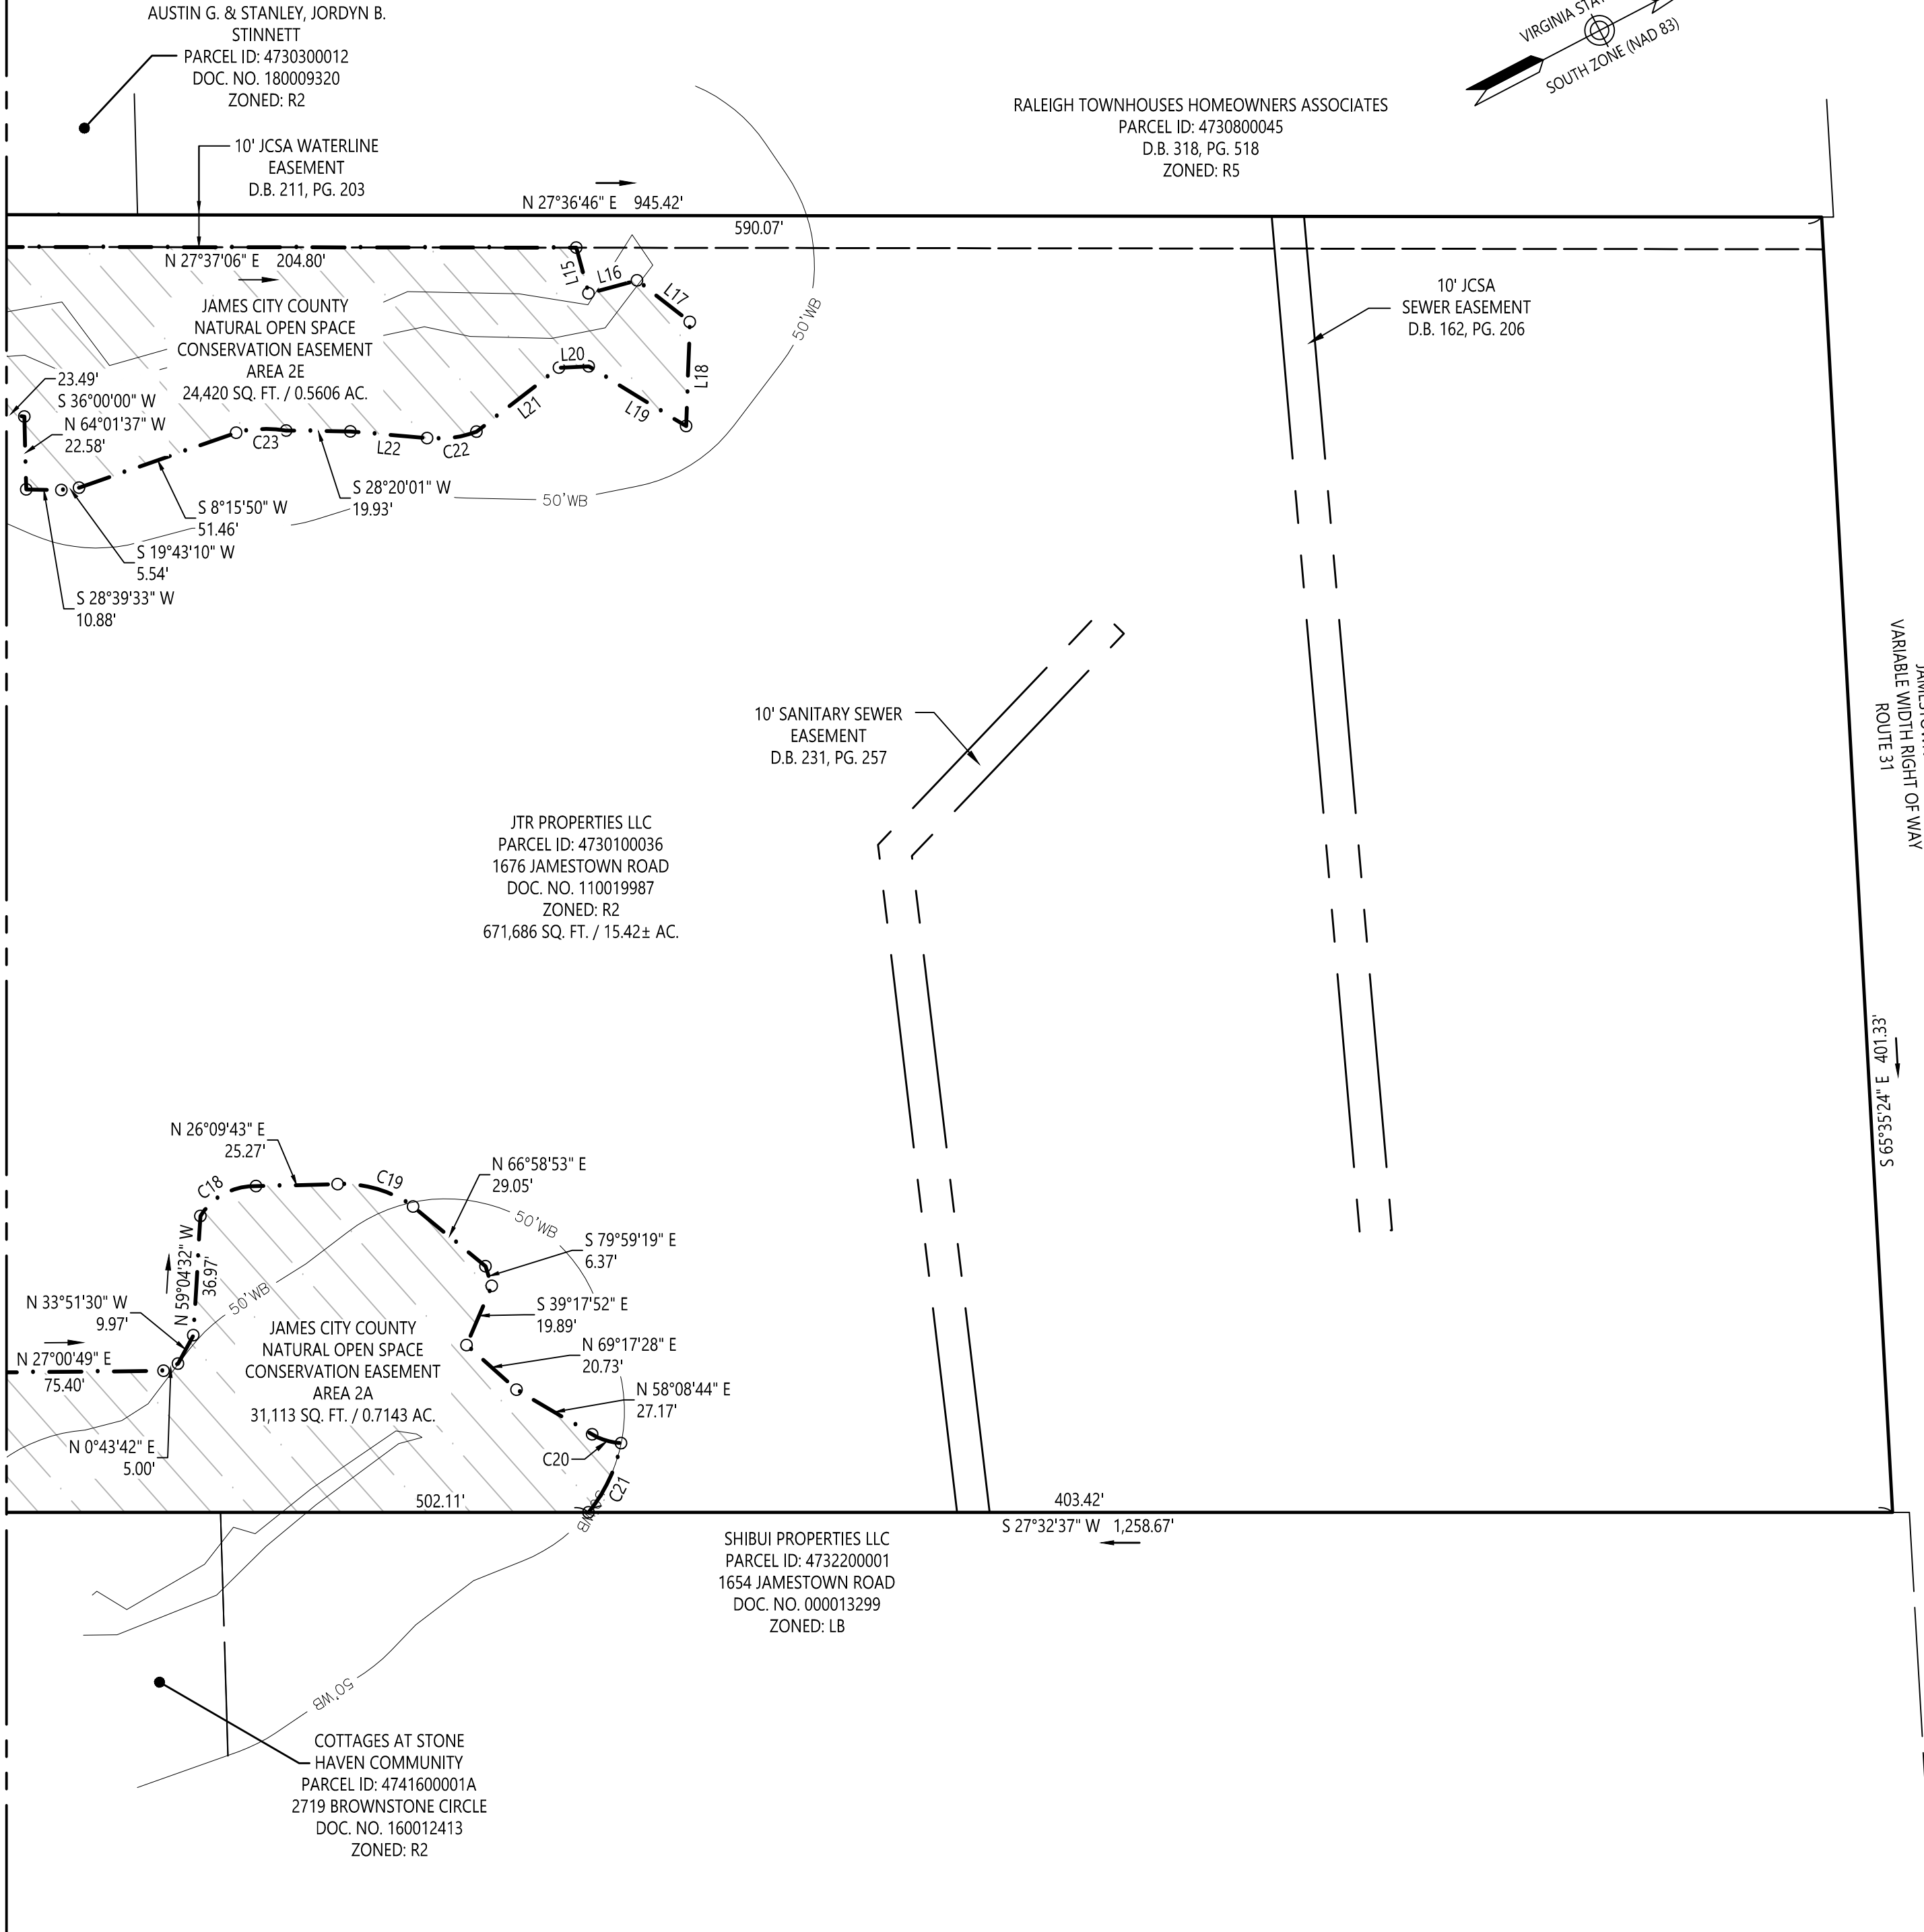 AUSTIN G. & STANLEY, JORDYN B.
STINNETT
PARCEL ID: 4730300012
DOC. NO. 180009320
ZONED: R2
10' JCSA WATERLINE
EASEMENT
D.B. 211, PG. 203
SOUTH ZONE (NAD 83)
RALEIGH TOWNHOUSES HOMEOWNERS ASSOCIATES
PARCEL ID: 4730800045
D.B. 318, PG. 518
ZONED: R5
N 27°36'46" E 945.42'
590.07'
N 27°37'06" E 204.80'
JAMES CITY COUNTY
NATURAL OPEN SPACE
CONSERVATION EASEMENT
AREA 2E
24,420 SQ. FT. / 0.5606 AC.
L15
L16
L17
L18
L19
L20
L21
C22
L22
C23
50'WB
50'WB
10' JCSA
SEWER EASEMENT
D.B. 162, PG. 206
23.49'
S 36°00'00" W
N 64°01'37" W
22.58'
S 28°20'01" W
19.93'
S 8°15'50" W
51.46'
S 19°43'10" W
5.54'
S 28°39'33" W
10.88'
VARIABLE WIDTH RIGHT OF WAY
ROUTE 31
10' SANITARY SEWER
EASEMENT
D.B. 231, PG. 257
JTR PROPERTIES LLC
PARCEL ID: 4730100036
1676 JAMESTOWN ROAD
DOC. NO. 110019987
ZONED: R2
671,686 SQ. FT. / 15.42± AC.
S 65°35'24" E 401.33'
N 26°09'43" E
25.27'
C18
C19
N 66°58'53" E
29.05'
50'WB
S 79°59'19" E
6.37'
N 59°04'32" W
36.97'
50'WB
N 33°51'30" W
9.97'
S 39°17'52" E
19.89'
JAMES CITY COUNTY
NATURAL OPEN SPACE
CONSERVATION EASEMENT
AREA 2A
31,113 SQ. FT. / 0.7143 AC.
N 69°17'28" E
20.73'
N 27°00'49" E
75.40'
N 58°08'44" E
27.17'
N 0°43'42" E
5.00'
C20
C21
502.11'
403.42'
S 27°32'37" W 1,258.67'
SHIBUI PROPERTIES LLC
PARCEL ID: 4732200001
1654 JAMESTOWN ROAD
DOC. NO. 000013299
ZONED: LB
50'WB
COTTAGES AT STONE
HAVEN COMMUNITY
PARCEL ID: 4741600001A
2719 BROWNSTONE CIRCLE
DOC. NO. 160012413
ZONED: R2